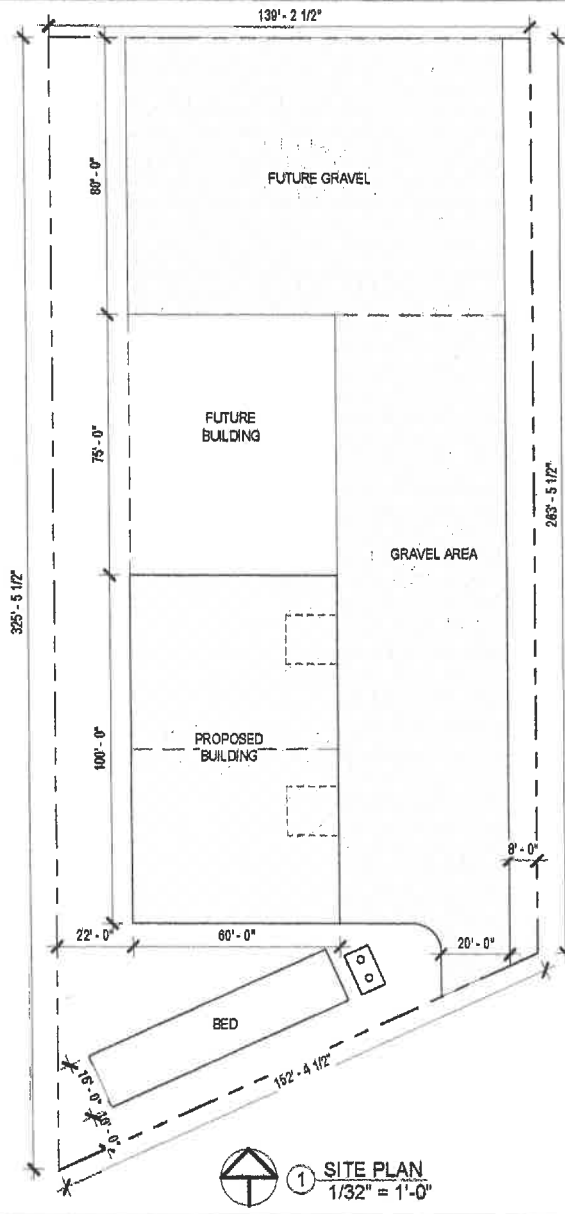 139'- 2 1/2"
80'- 0"
FUTURE GRAVEL
75'- 0"
FUTURE
BUILDING
263'- 5 1/2"
GRAVEL AREA
325'- 5 1/2"
100'- 0"
PROPOSED
BUILDING
8'- 0"
22'- 0"
60'- 0"
20'- 0"
BED
16'- 0"
152'- 4 1/2"
1 SITE PLAN
1/32" = 1'-0"